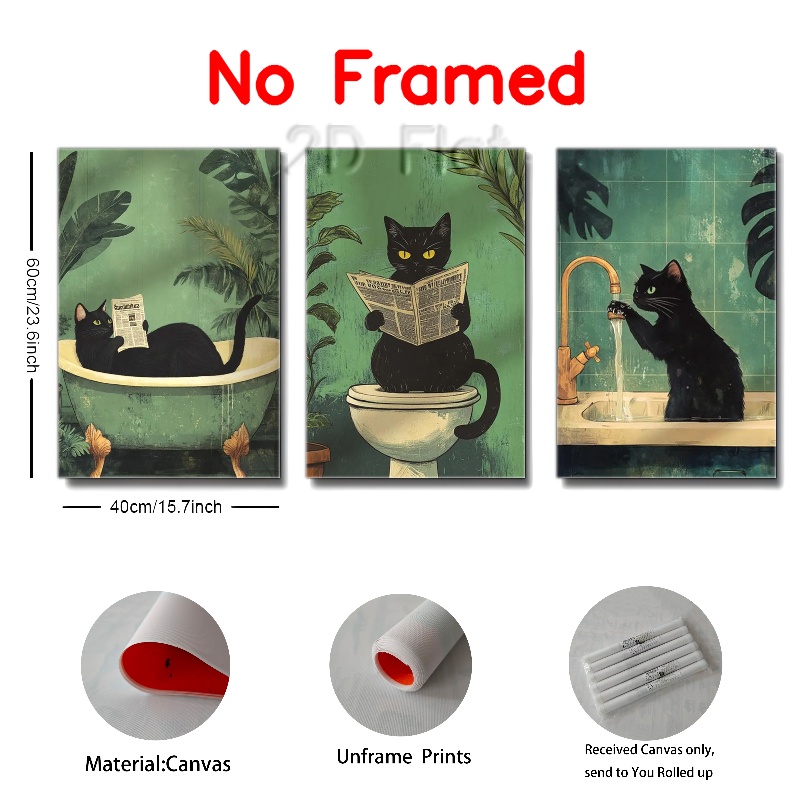 No Framed
2D Flat
60cm/23.6inch
40cm/15.7inch
Material:Canvas
Unframe Prints
Received Canvas only,
send to You Rolled up